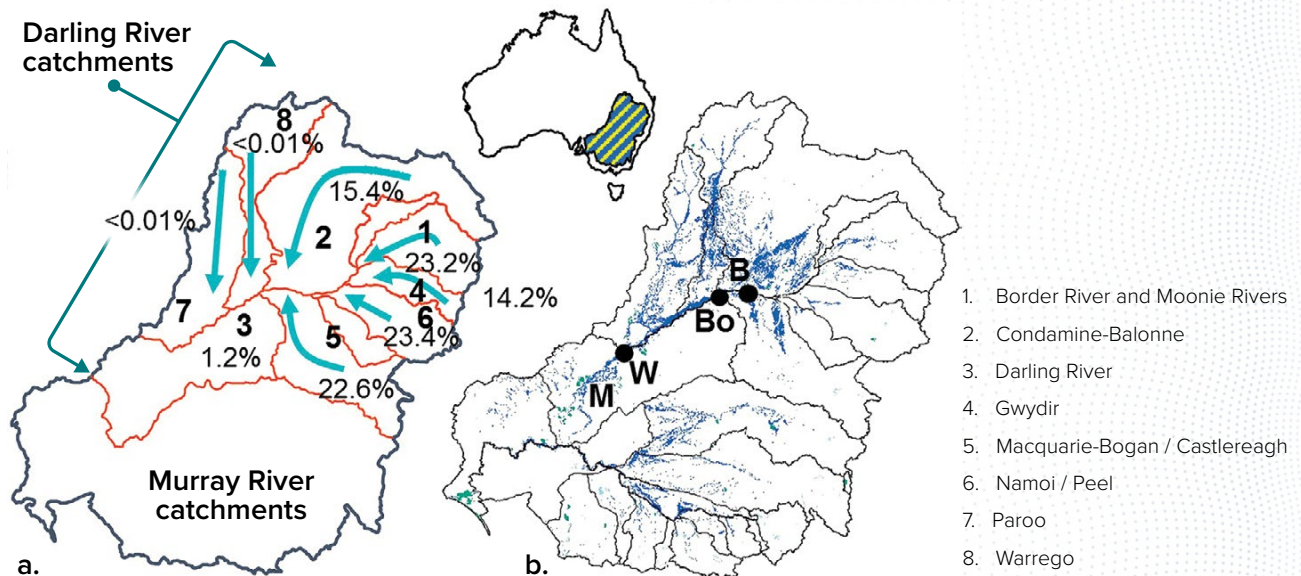 Darling River
catchments
8
<0.01%
15.4%
<0.01%
2
1
23.2%
4
14.2%
7
3
6
5
23.4%
1.2%
22.6%
Murray River
catchments
a.
B
Bo
W
M
b.
1. Border River and Moonie Rivers
2. Condamine-Balonne
3. Darling River
4. Gwydir
5. Macquarie-Bogan / Castlereagh
6. Namoi / Peel
7. Paroo
8. Warrego